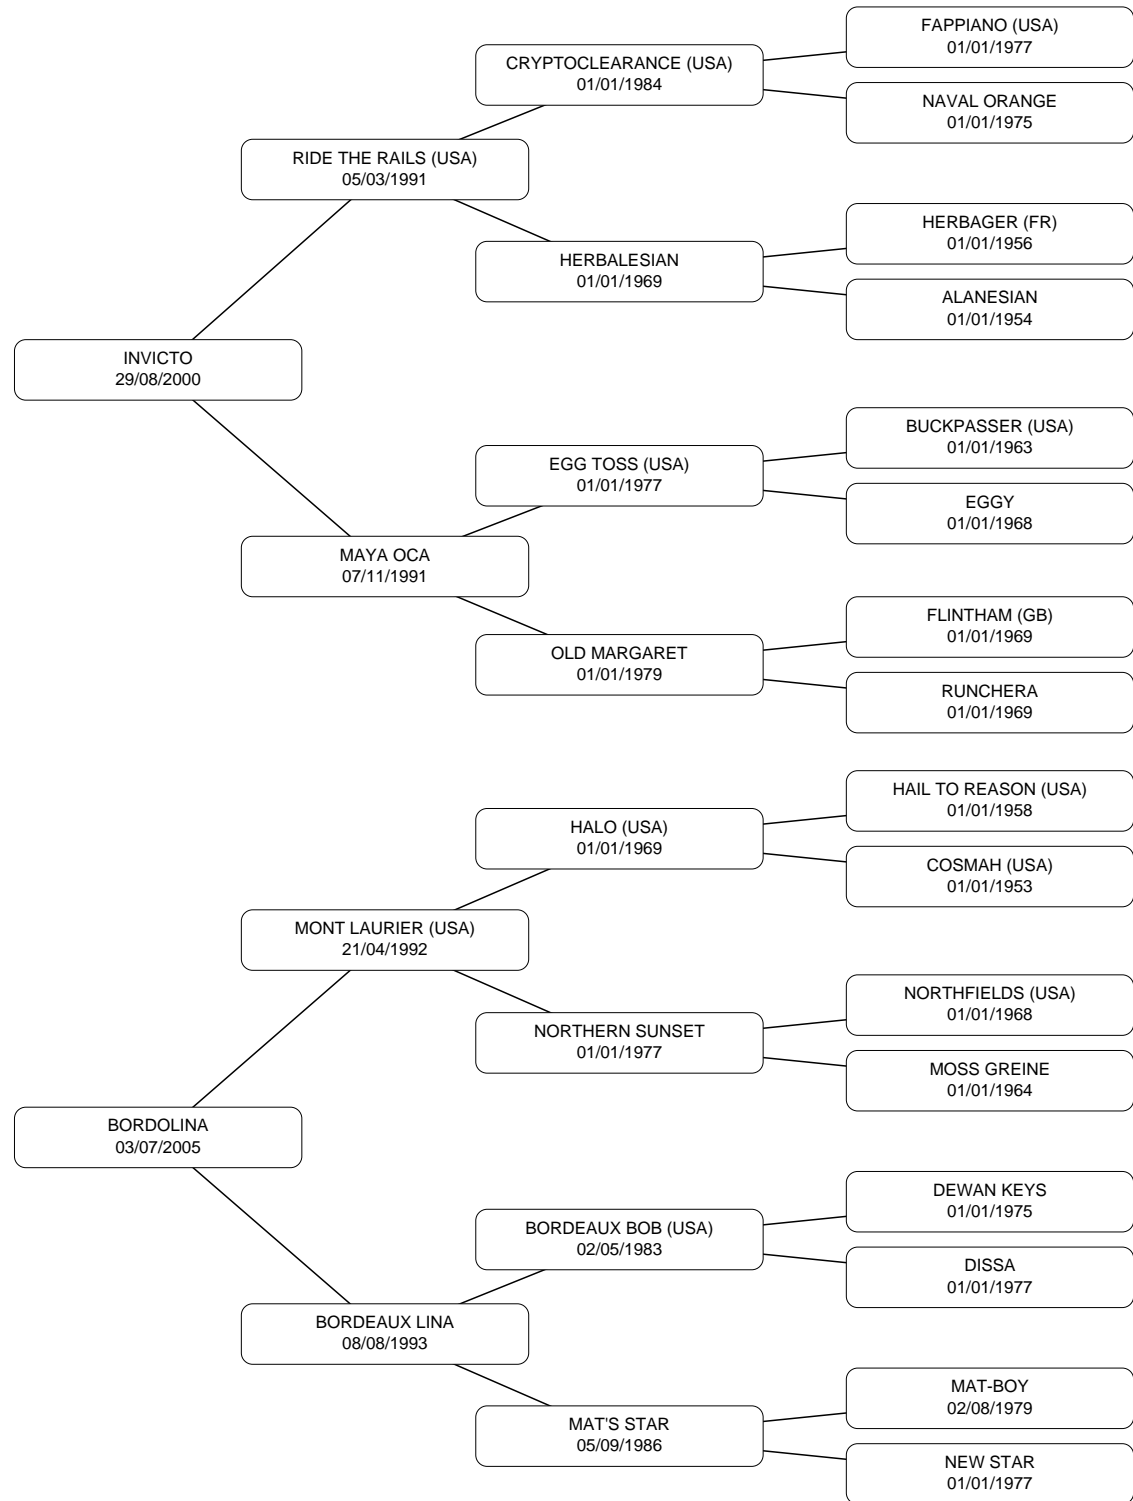 FAPPIANO (USA)
01/01/1977
CRYPTOCLEARANCE (USA)
01/01/1984
NAVAL ORANGE
01/01/1975
RIDE THE RAILS (USA)
05/03/1991
HERBAGER (FR)
01/01/1956
HERBALESIAN
01/01/1969
ALANESIAN
01/01/1954
INVICTO
29/08/2000
BUCKPASSER (USA)
01/01/1963
EGG TOSS (USA)
01/01/1977
EGGY
01/01/1968
MAYA OCA
07/11/1991
FLINTHAM (GB)
01/01/1969
OLD MARGARET
01/01/1979
RUNCHERA
01/01/1969
HAIL TO REASON (USA)
01/01/1958
HALO (USA)
01/01/1969
COSMAH (USA)
01/01/1953
MONT LAURIER (USA)
21/04/1992
NORTHFIELDS (USA)
01/01/1968
NORTHERN SUNSET
01/01/1977
MOSS GREINE
01/01/1964
BORDOLINA
03/07/2005
DEWAN KEYS
01/01/1975
BORDEAUX BOB (USA)
02/05/1983
DISSA
01/01/1977
BORDEAUX LINA
08/08/1993
MAT-BOY
02/08/1979
MAT'S STAR
05/09/1986
NEW STAR
01/01/1977